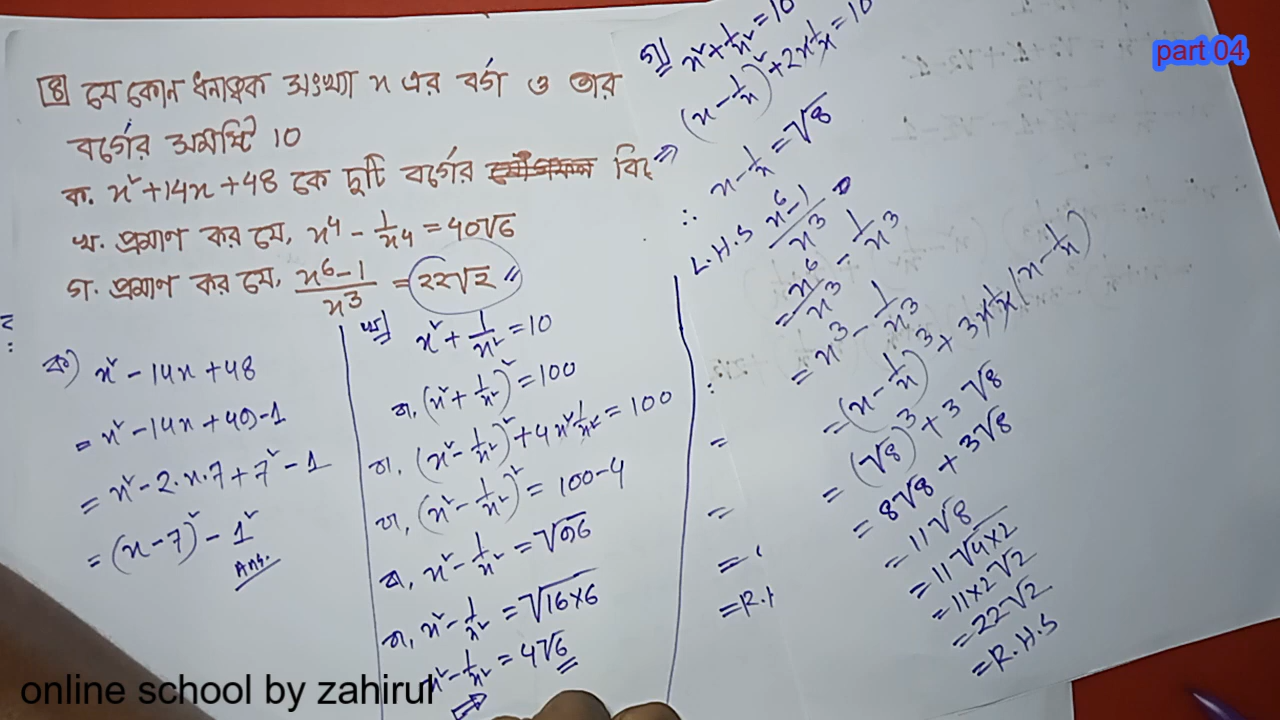 part 04
৪ যে কোন ধনাত্বক সংখ্যা x এর বর্গ ও তার
বর্গের সমষ্টি 10
ক. x² + 14x + 48 কে দুটি বর্গের
খ. প্রমাণ কর যে, x⁴ - 1/x⁴ = 40√6
গ. প্রমাণ কর যে, (x⁶-1)/x³ = 22√2
ক) x² - 14x + 48
= x² - 14x + 49 - 1
= x² - 2.x.7 + 7² - 1
= (x - 7)² - 1²
Ans.
খ) x² + 1/x² = 10
বা, (x² + 1/x²)² = 100
বা, (x² - 1/x²)² + 4x² 1/x² = 100
বা, (x² - 1/x²)² = 100 - 4
বা, x² - 1/x² = √96
বা, x² - 1/x² = √16×6
x² - 1/x² = 4√6
গ) x² + 1/x² = 10
⇒ (x - 1/x)² + 2x 1/x = 10
∴ x - 1/x = √8
L.H.S (x⁶-1)/x³
= x⁶/x³ - 1/x³
= x³ - 1/x³
= (x - 1/x)³ + 3x 1/x (x - 1/x)
= (√8)³ + 3√8
= 8√8 + 3√8
= 11√8
= 11√4×2
= 11×2√2
= 22√2
= R.H.S
online school by zahirul